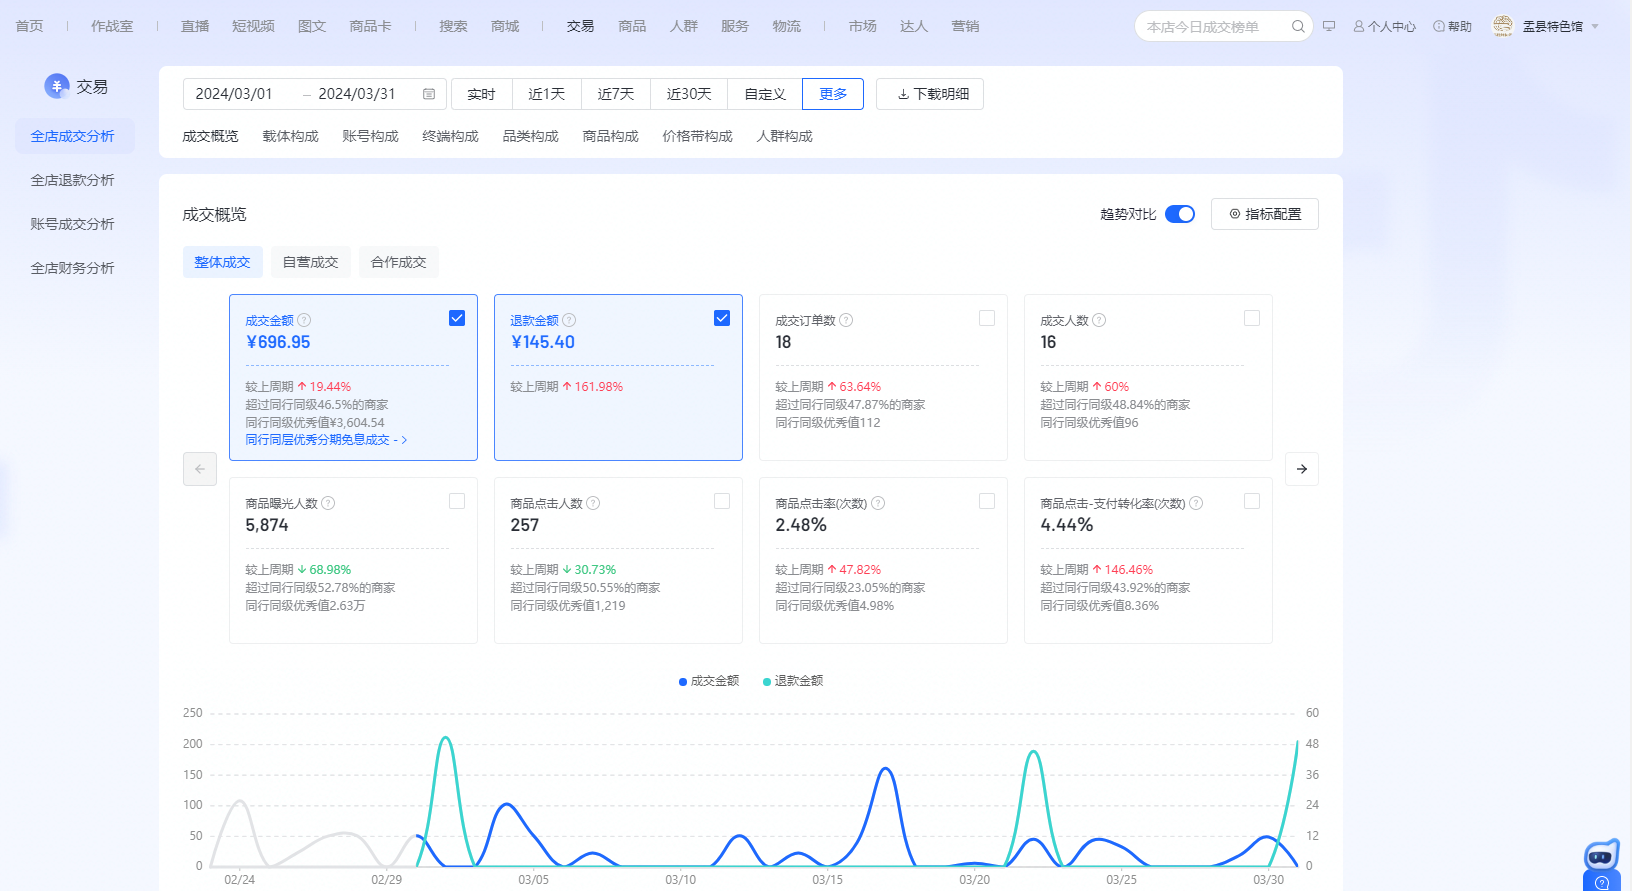 首页 作战室 直播 短视频 图文 商品卡 搜索 商城 交易 商品 人群 服务 物流 市场 达人 营销 本店今日成交榜单 个人中心 帮助 盂县特色馆
交易
全店成交分析
全店退款分析
账号成交分析
全店财务分析
2024/03/01 – 2024/03/31 实时 近1天 近7天 近30天 自定义 更多 下载明细
成交概览 载体构成 账号构成 终端构成 品类构成 商品构成 价格带构成 人群构成
成交概览 趋势对比 指标配置
整体成交 自营成交 合作成交
成交金额
¥696.95
较上周期 ↑ 19.44%
超过同行同级46.5%的商家
同行同级优秀值¥3,604.54
同行同层优秀分期免息成交 - >
退款金额
¥145.40
较上周期 ↑ 161.98%
成交订单数
18
较上周期 ↑ 63.64%
超过同行同级47.87%的商家
同行同级优秀值112
成交人数
16
较上周期 ↑ 60%
超过同行同级48.84%的商家
同行同级优秀值96
商品曝光人数
5,874
较上周期 ↓ 68.98%
超过同行同级52.78%的商家
同行同级优秀值2.63万
商品点击人数
257
较上周期 ↓ 30.73%
超过同行同级50.55%的商家
同行同级优秀值1,219
商品点击率(次数)
2.48%
较上周期 ↑ 47.82%
超过同行同级23.05%的商家
同行同级优秀值4.98%
商品点击-支付转化率(次数)
4.44%
较上周期 ↑ 146.46%
超过同行同级43.92%的商家
同行同级优秀值8.36%
成交金额 退款金额
250 60
200 48
150 36
100 24
50 12
0 0
02/24 02/29 03/05 03/10 03/15 03/20 03/25 03/30